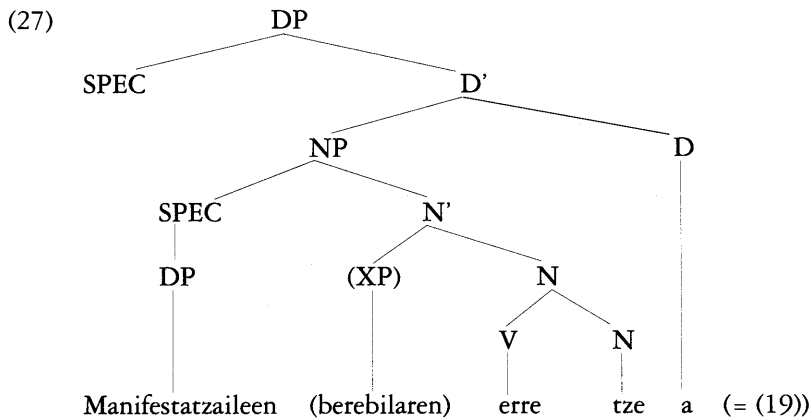 (27) DP
SPEC D'
NP D
SPEC N'
DP (XP) N
V N
Manifestatzaileen (berebilaren) erre tze a (= (19))